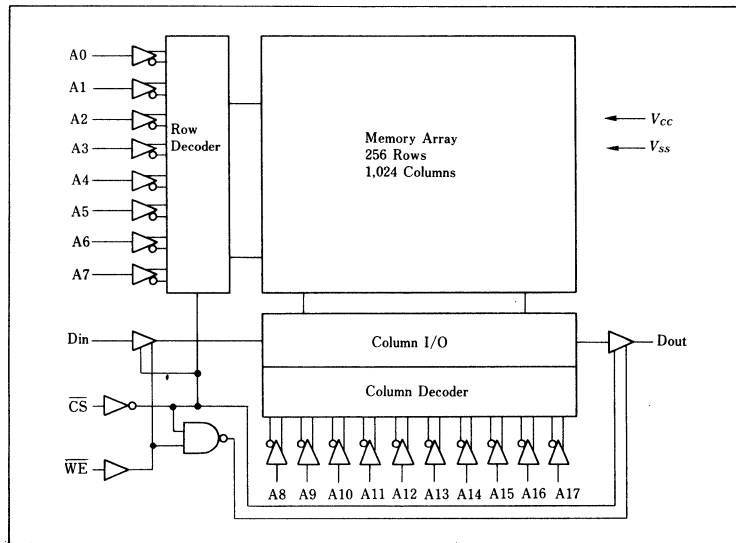 A0
A1
A2
A3
A4
A5
A6
A7
Row
Decoder
Memory Array
256 Rows
1,024 Columns
Vcc
Vss
Din
Column I/O
Dout
Column Decoder
CS
WE
A8 A9 A10 A11 A12 A13 A14 A15 A16 A17